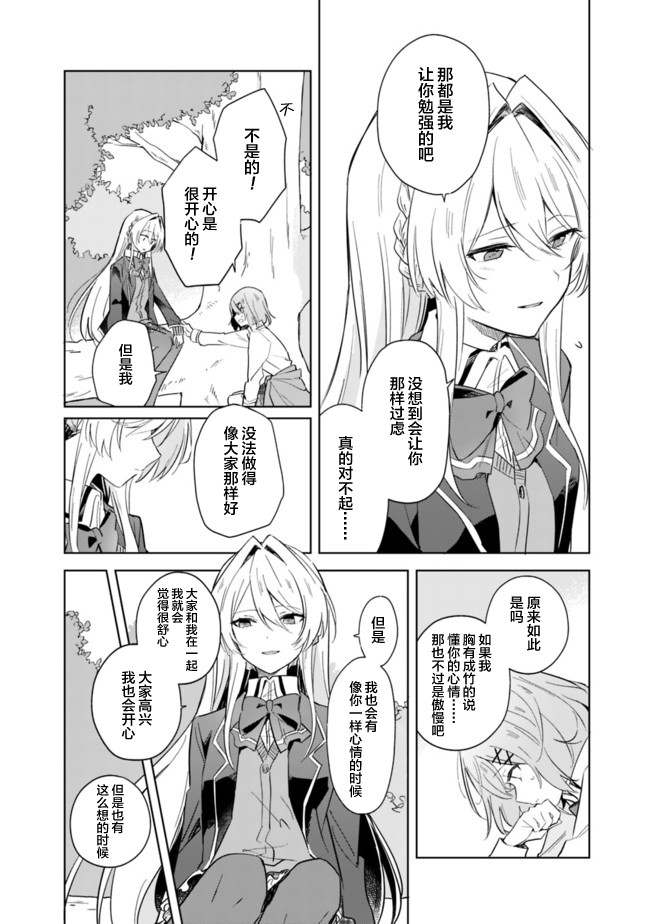 那都是我
让你勉强的吧
没想到会让你
那样过虑
真的对不起……
不
不是的！
开心是
很开心的！
但是我
没法做得
像大家那样好
原来如此
是吗
如果我
胸有成竹的说
懂你的心情……
那也不过是傲慢吧
但是
我也会有
像你一样心情的时候
大家和我在一起
我就会
觉得很舒心
大家高兴
我也会开心
但是也有
这么想的时候